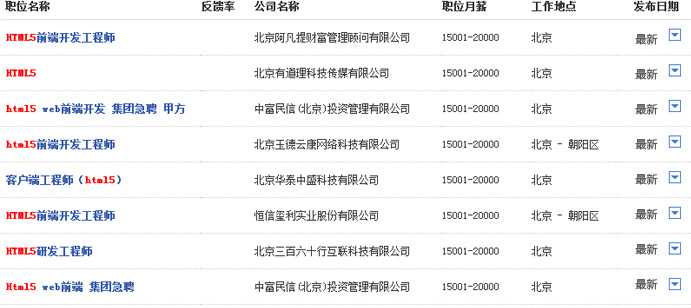 职位名称 反馈率 公司名称 职位月薪 工作地点 发布日期
HTML5前端开发工程师 北京阿凡提财富管理顾问有限公司 15001-20000 北京 最新
HTML5 北京有道理科技传媒有限公司 15001-20000 北京 最新
html5 web前端开发 集团急聘 甲方 中富民信(北京)投资管理有限公司 15001-20000 北京 最新
html5前端开发工程师 北京玉德云康网络科技有限公司 15001-20000 北京 - 朝阳区 最新
客户端工程师（html5） 北京华泰中盛科技有限公司 15001-20000 北京 最新
HTML5前端开发工程师 恒信玺利实业股份有限公司 15001-20000 北京 - 朝阳区 最新
HTML5研发工程师 北京三百六十行互联科技有限公司 15001-20000 北京 最新
Html5 web前端 集团急聘 中富民信(北京)投资管理有限公司 15001-20000 北京 最新